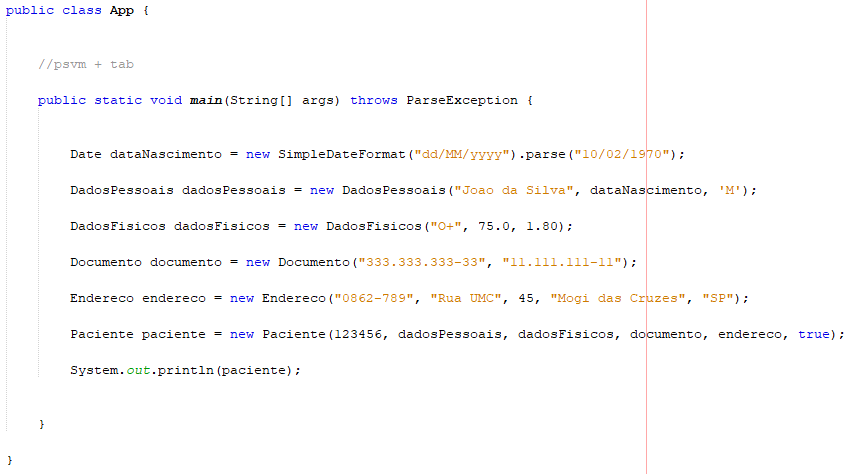 public class App {
//psvm + tab
public static void main(String[] args) throws ParseException {
Date dataNascimento = new SimpleDateFormat("dd/MM/yyyy").parse("10/02/1970");
DadosPessoais dadosPessoais = new DadosPessoais("Joao da Silva", dataNascimento, 'M');
DadosFisicos dadosFisicos = new DadosFisicos("O+", 75.0, 1.80);
Documento documento = new Documento("333.333.333-33", "11.111.111-11");
Endereco endereco = new Endereco("0862-789", "Rua UMC", 45, "Mogi das Cruzes", "SP");
Paciente paciente = new Paciente(123456, dadosPessoais, dadosFisicos, documento, endereco, true);
System.out.println(paciente);
}
}